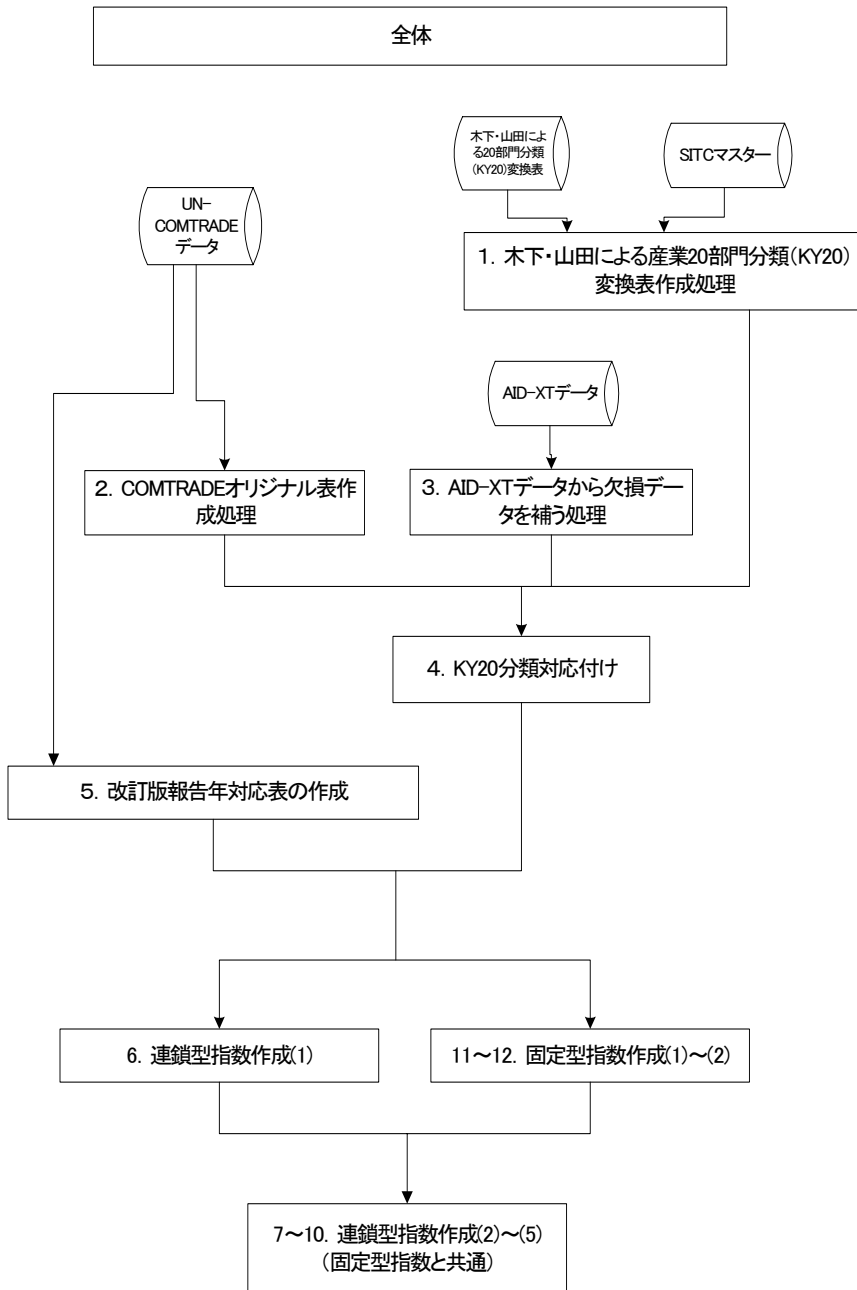 全体
木下・山田によ
る20部門分類
(KY20)変換表
SITCマスター
UN-
COMTRADE
データ
1. 木下・山田による産業20部門分類(KY20)
変換表作成処理
AID-XTデータ
2. COMTRADEオリジナル表作
成処理
3. AID-XTデータから欠損デー
タを補う処理
4. KY20分類対応付け
5. 改訂版報告年対応表の作成
6. 連鎖型指数作成(1)
11～12. 固定型指数作成(1)～(2)
7～10. 連鎖型指数作成(2)～(5)
(固定型指数と共通)